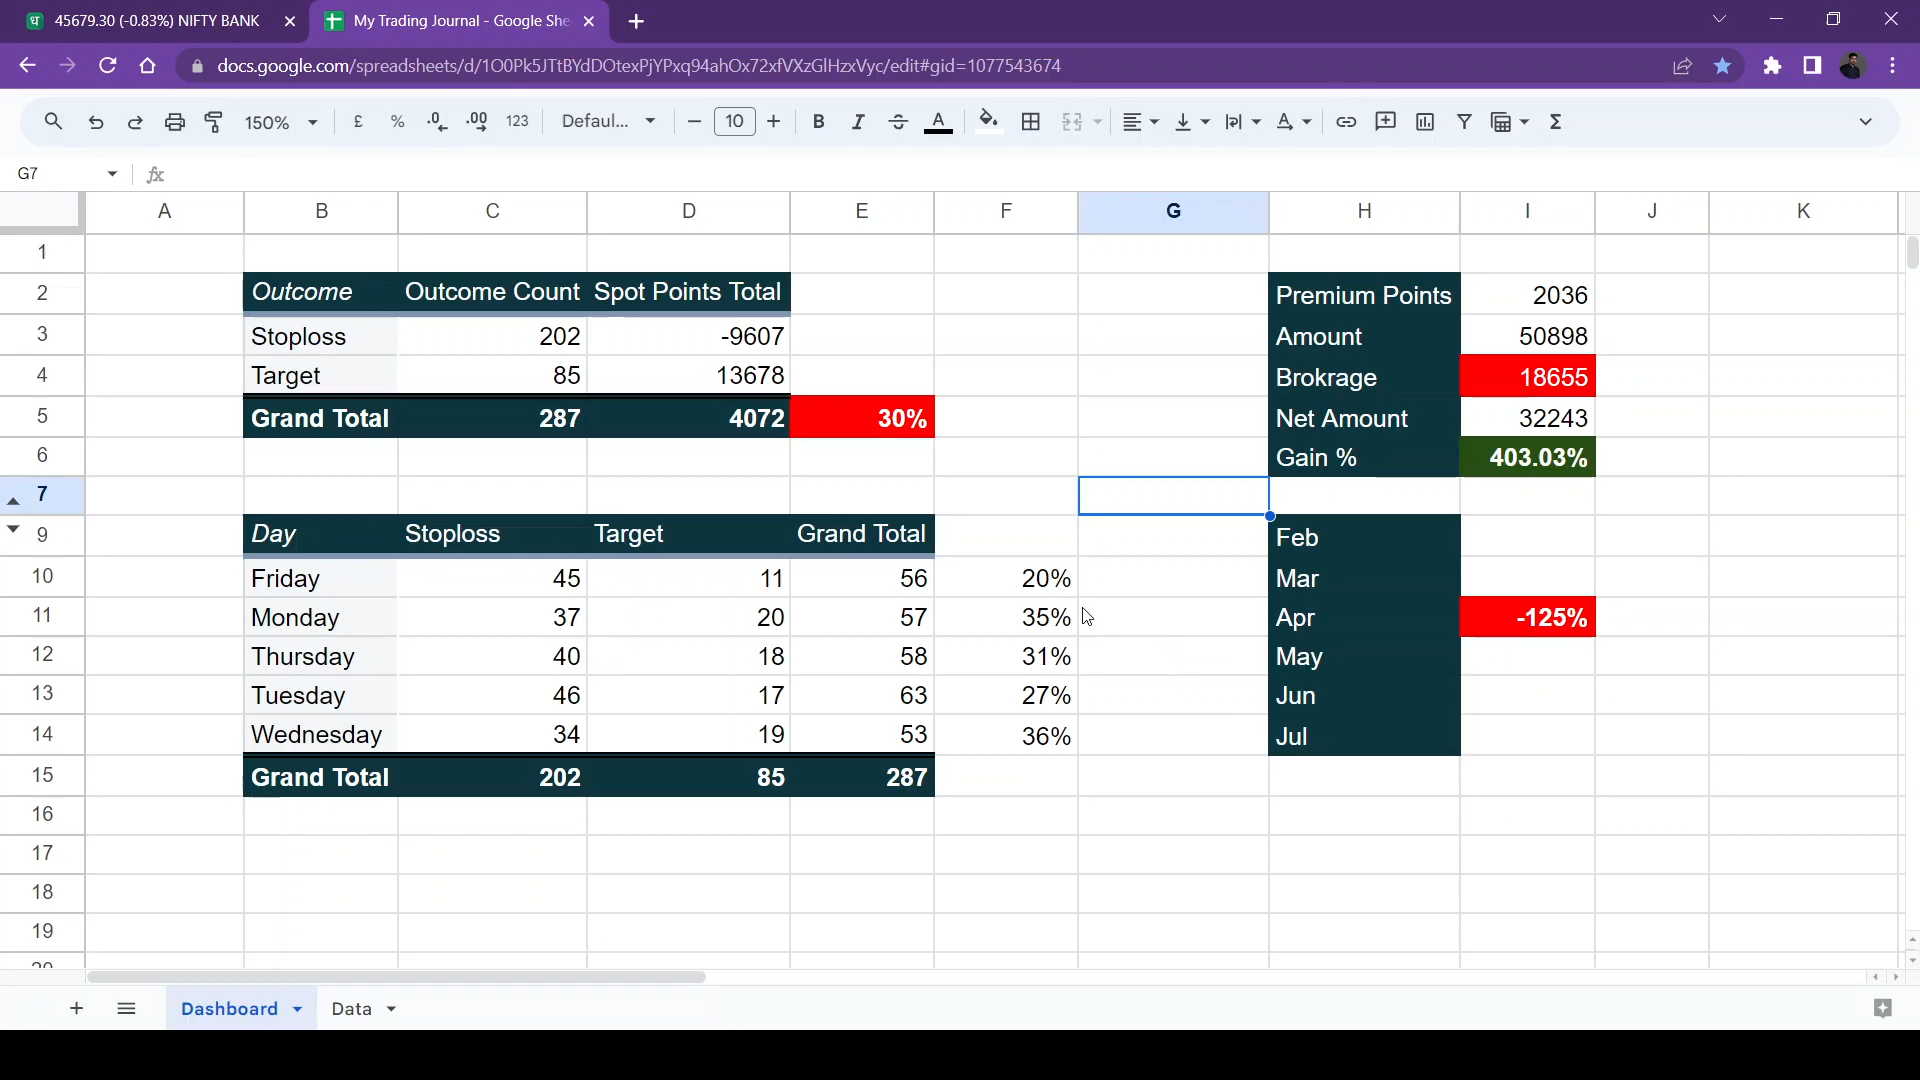 45679.30 (-0.83%) NIFTY BANK
My Trading Journal - Google She
docs.google.com/spreadsheets/d/1O0Pk5JTtBYdDOtexPjYPxq94ahOx72xfVXzGlHzxVyc/edit#gid=1077543674
150% £ % .0 .00 123 Defaul... 10 B I S A
G7 fx
A B C D E F G H I J K
1
2 Outcome Outcome Count Spot Points Total Premium Points 2036
3 Stoploss 202 -9607 Amount 50898
4 Target 85 13678 Brokrage 18655
5 Grand Total 287 4072 30% Net Amount 32243
6 Gain % 403.03%
7
9 Day Stoploss Target Grand Total Feb
10 Friday 45 11 56 20% Mar
11 Monday 37 20 57 35% Apr -125%
12 Thursday 40 18 58 31% May
13 Tuesday 46 17 63 27% Jun
14 Wednesday 34 19 53 36% Jul
15 Grand Total 202 85 287
16
17
18
19
20
Dashboard Data